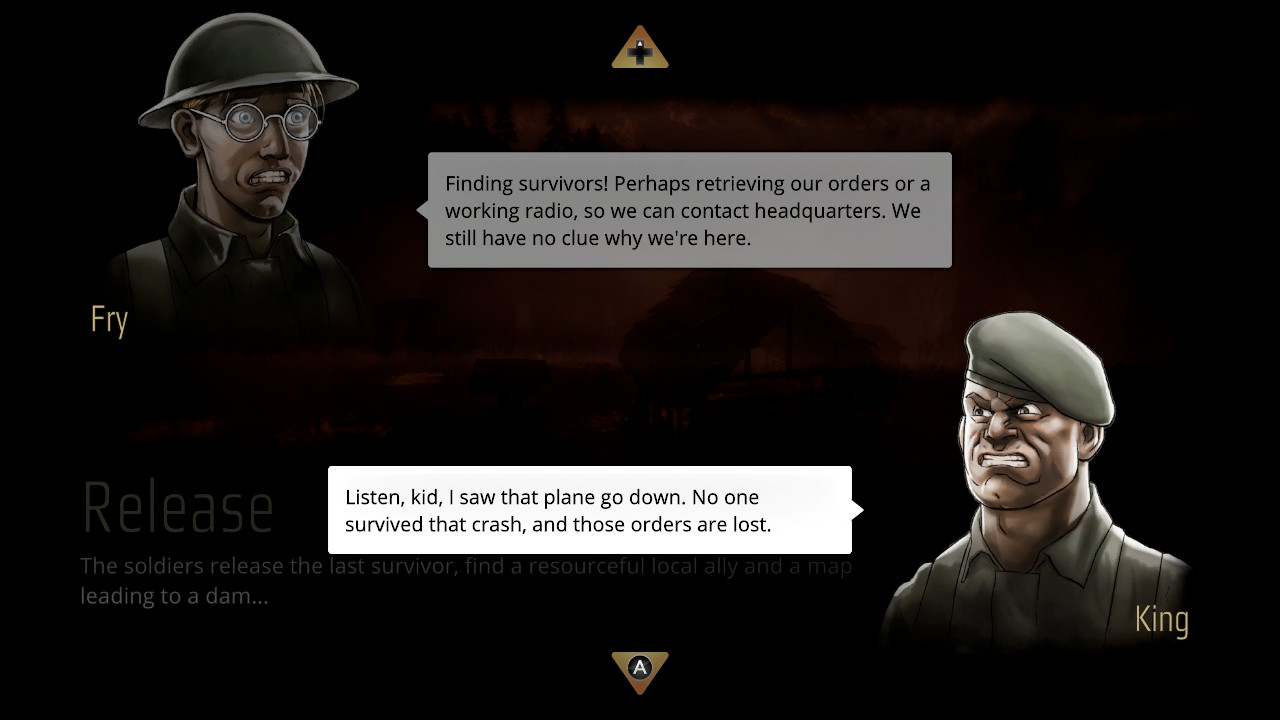 Finding survivors! Perhaps retrieving our orders or a
working radio, so we can contact headquarters. We
still have no clue why we're here.
Fry
Listen, kid, I saw that plane go down. No one
survived that crash, and those orders are lost.
Release
The soldiers release the last survivor, find a resourceful local ally and a map
leading to a dam...
King
A